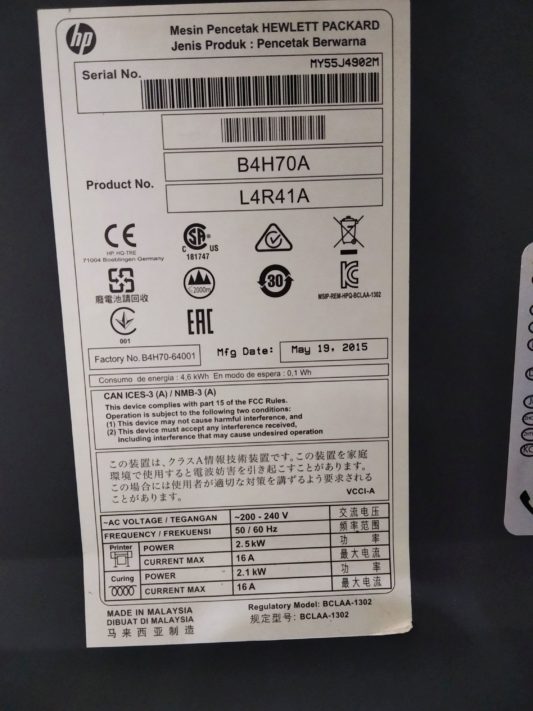 hp
Mesin Pencetak HEWLETT PACKARD
Jenis Produk : Pencetak Berwarna
Serial No.
MY55J4902M
B4H70A
Product No.
L4R41A
CE
HP HQ-TRE
71004 Boeblingen Germany
C SA US
181747
廢電池請回收
2000m
30
MSIP-REM-HPQ-BCLAA-1302
001
EAC
Factory No. B4H70-64001
Mfg Date: May 19, 2015
Consumo de energia : 4,6 kWh En modo de espera : 0,1 Wh
CAN ICES-3 (A) / NMB-3 (A)
This device complies with part 15 of the FCC Rules.
Operation is subject to the following two conditions:
(1) This device may not cause harmful interference, and
(2) This device must accept any interference received,
including interference that may cause undesired operation
この装置は、クラスA情報技術装置です。この装置を家庭
環境で使用すると電波妨害を引き起こすことがあります。
この場合には使用者が適切な対策を講ずるよう要求される
ことがあります。
VCCI-A
~AC VOLTAGE / TEGANGAN ~200 - 240 V 交流电压
FREQUENCY / FREKUENSI 50 / 60 Hz 频率范围
Printer POWER 2.5 kW 功 率
CURRENT MAX 16 A 最大电流
Curing POWER 2.1 kW 功 率
CURRENT MAX 16 A 最大电流
MADE IN MALAYSIA
DIBUAT DI MALAYSIA
马来西亚制造
Regulatory Model: BCLAA-1302
规定型号: BCLAA-1302